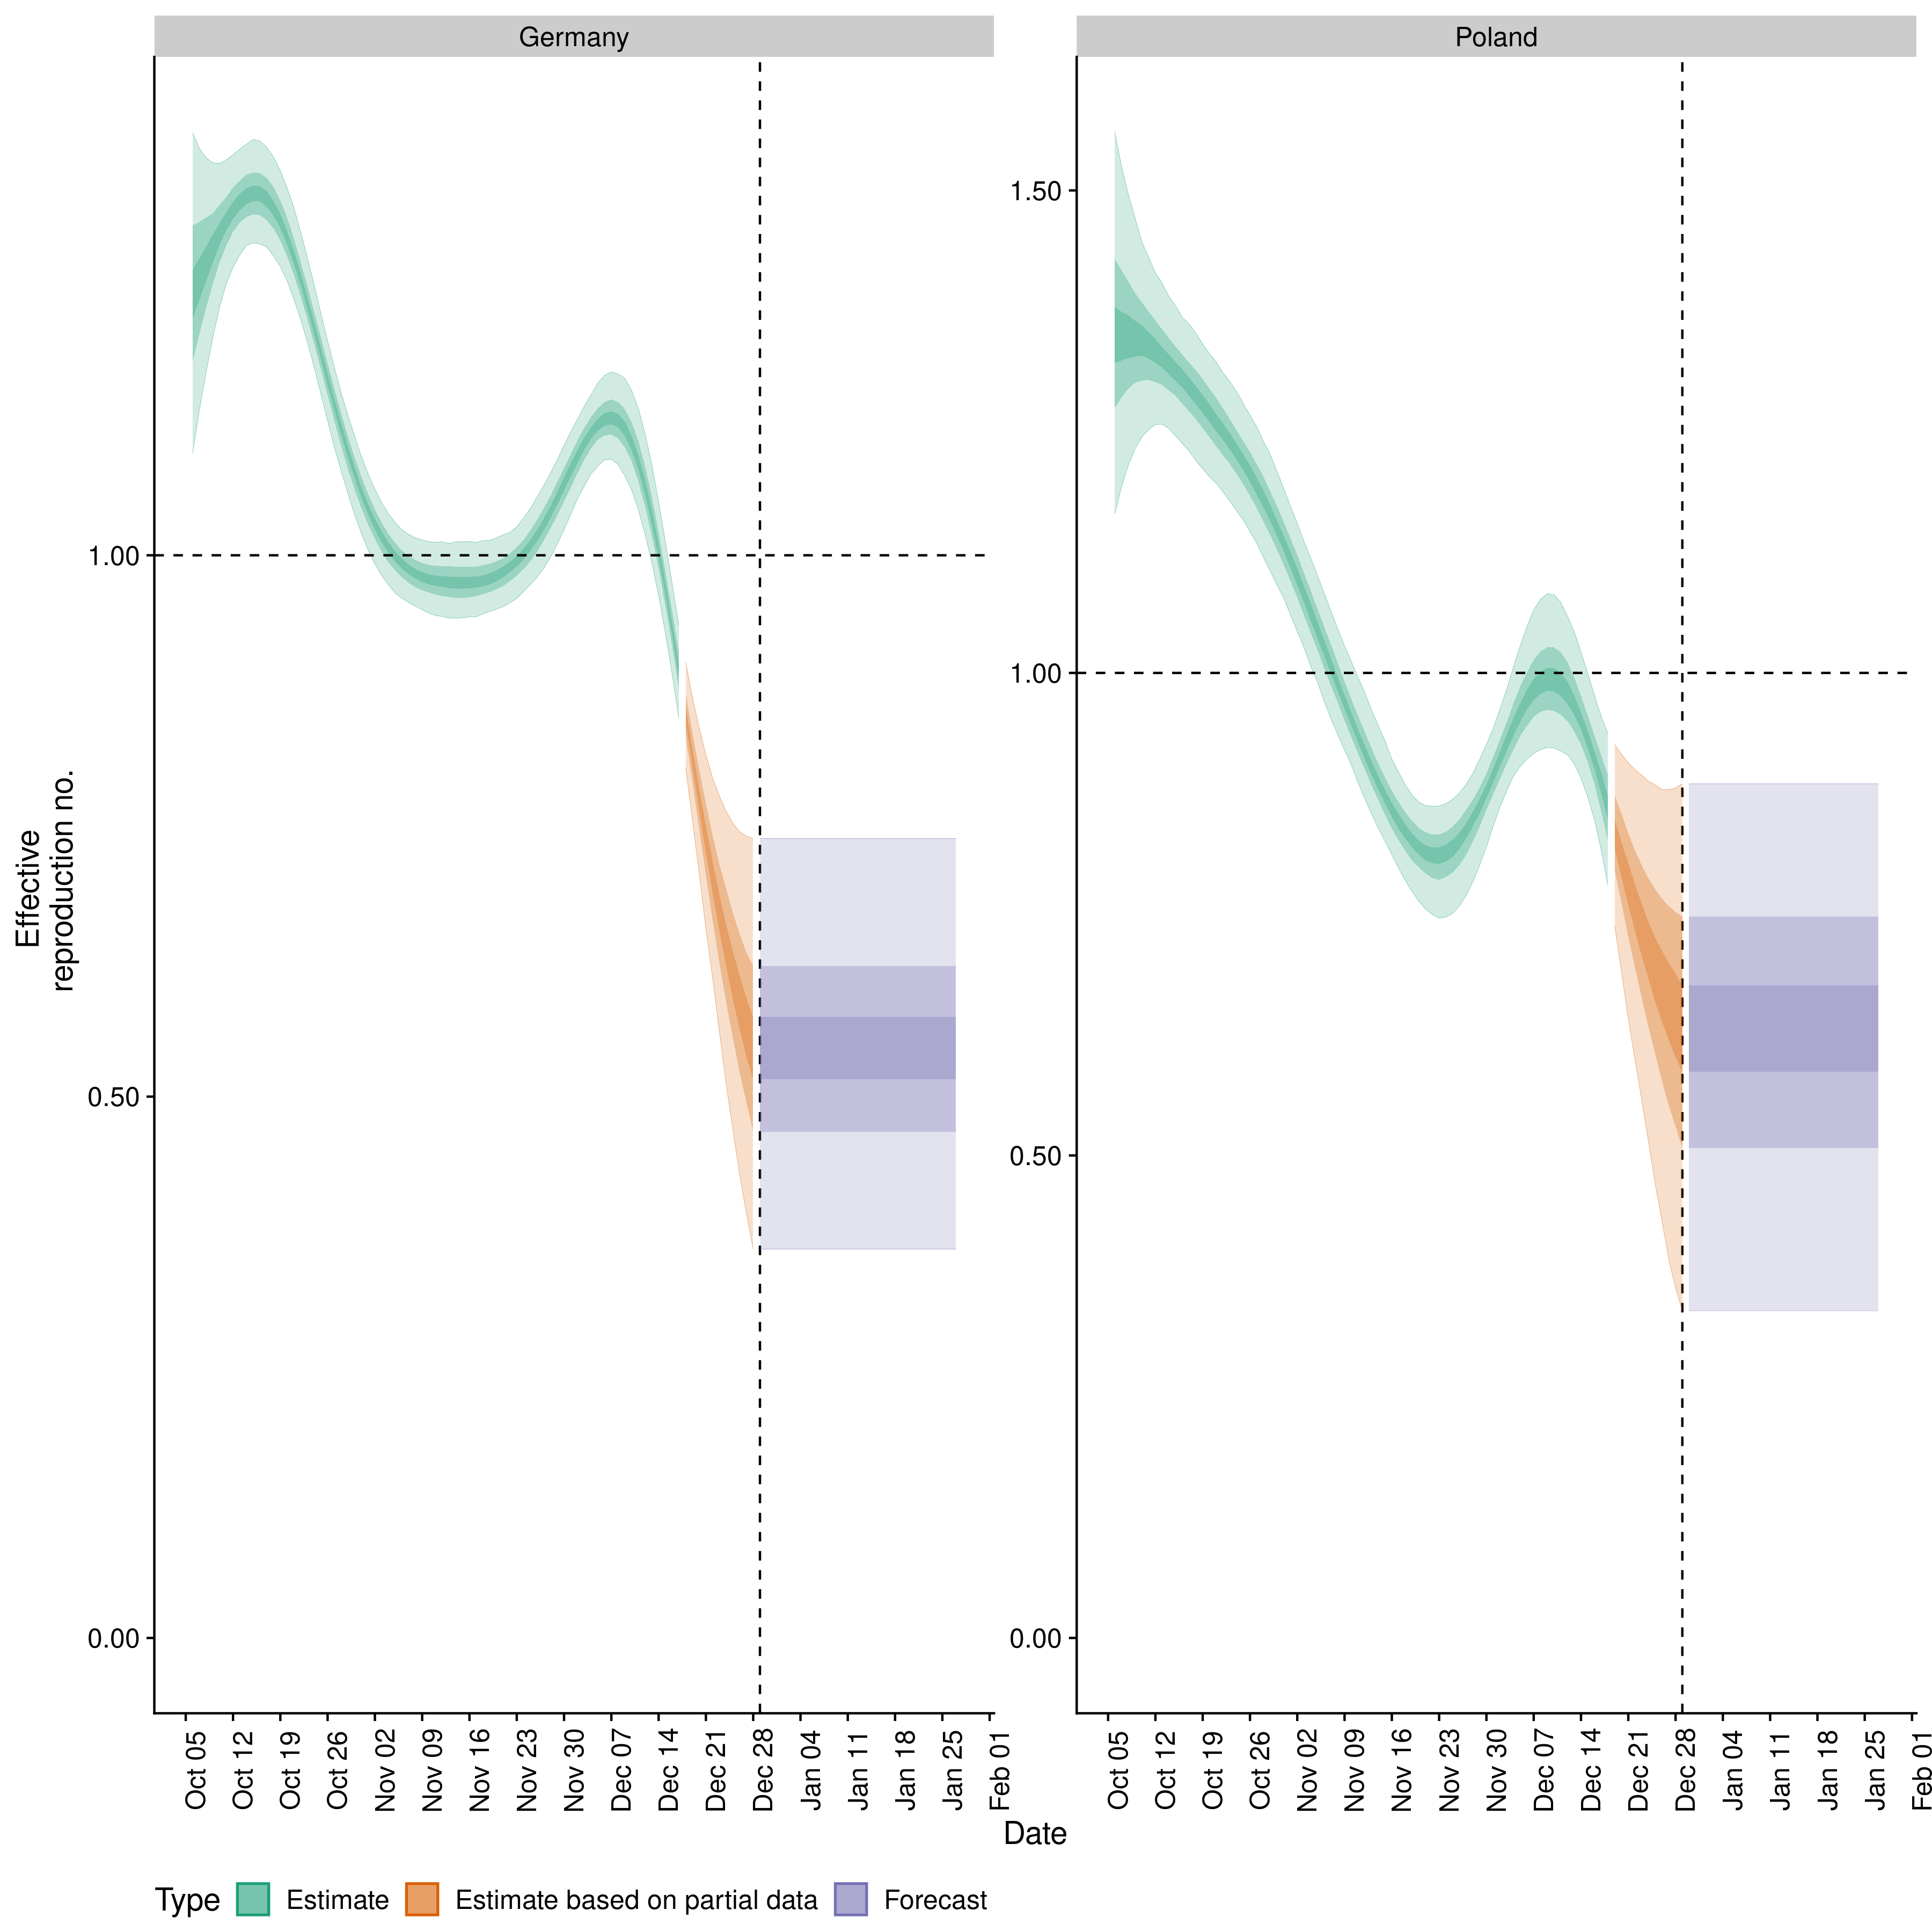 Germany
Poland
Effective
reproduction no.
1.00
0.50
0.00
1.50
1.00
0.50
0.00
Oct 05
Oct 12
Oct 19
Oct 26
Nov 02
Nov 09
Nov 16
Nov 23
Nov 30
Dec 07
Dec 14
Dec 21
Dec 28
Jan 04
Jan 11
Jan 18
Jan 25
Feb 01
Oct 05
Oct 12
Oct 19
Oct 26
Nov 02
Nov 09
Nov 16
Nov 23
Nov 30
Dec 07
Dec 14
Dec 21
Dec 28
Jan 04
Jan 11
Jan 18
Jan 25
Feb 01
Date
Type Estimate Estimate based on partial data Forecast